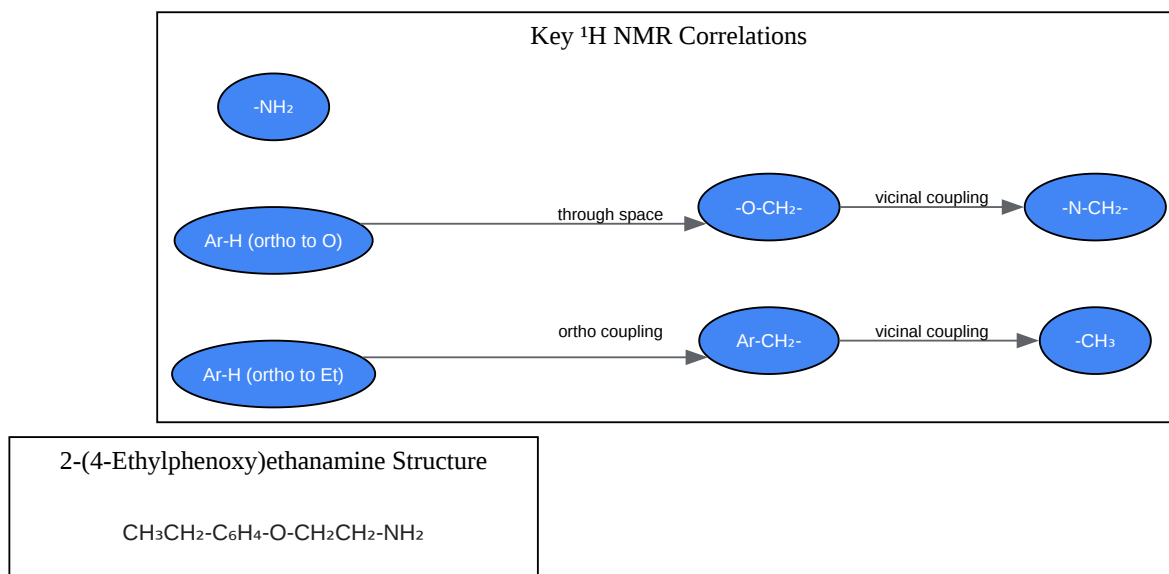 Key ¹H NMR Correlations
-NH₂
Ar-H (ortho to O)
through space
-O-CH₂-
vicinal coupling
-N-CH₂-
Ar-H (ortho to Et)
ortho coupling
Ar-CH₂-
vicinal coupling
-CH₃
2-(4-Ethylphenoxy)ethanamine Structure
CH₃CH₂-C₆H₄-O-CH₂CH₂-NH₂